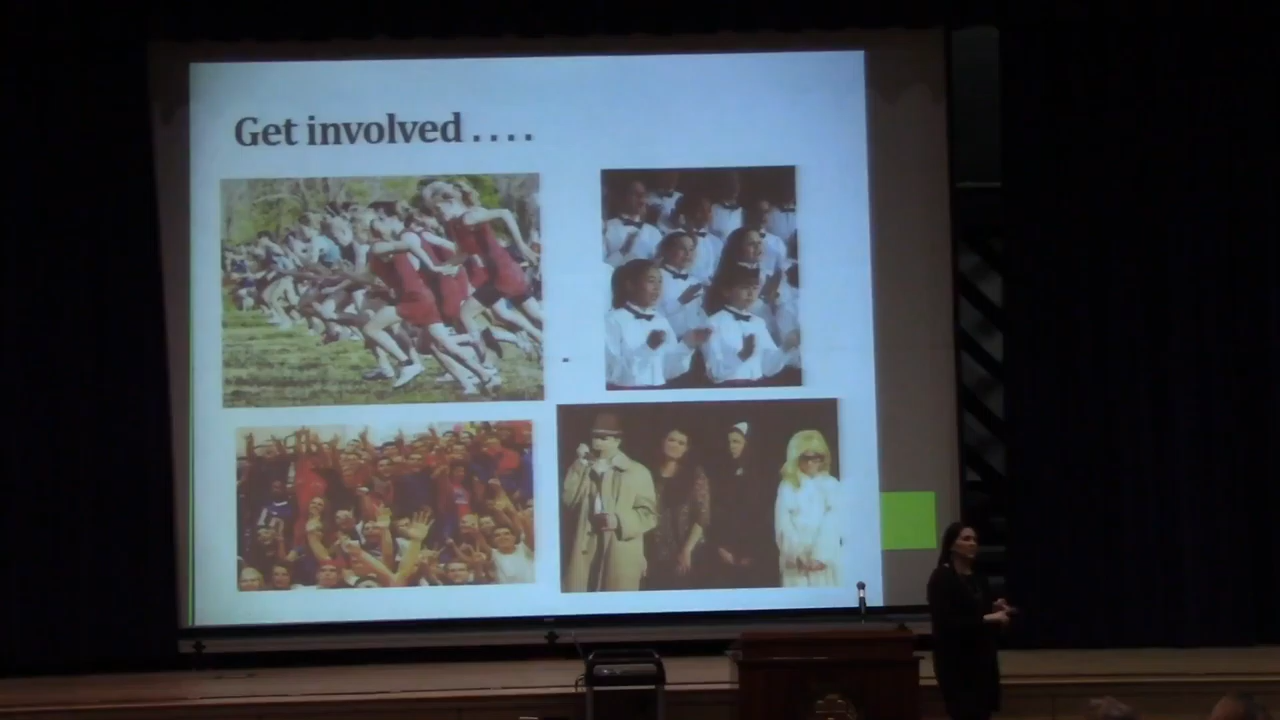 Get involved . . . .